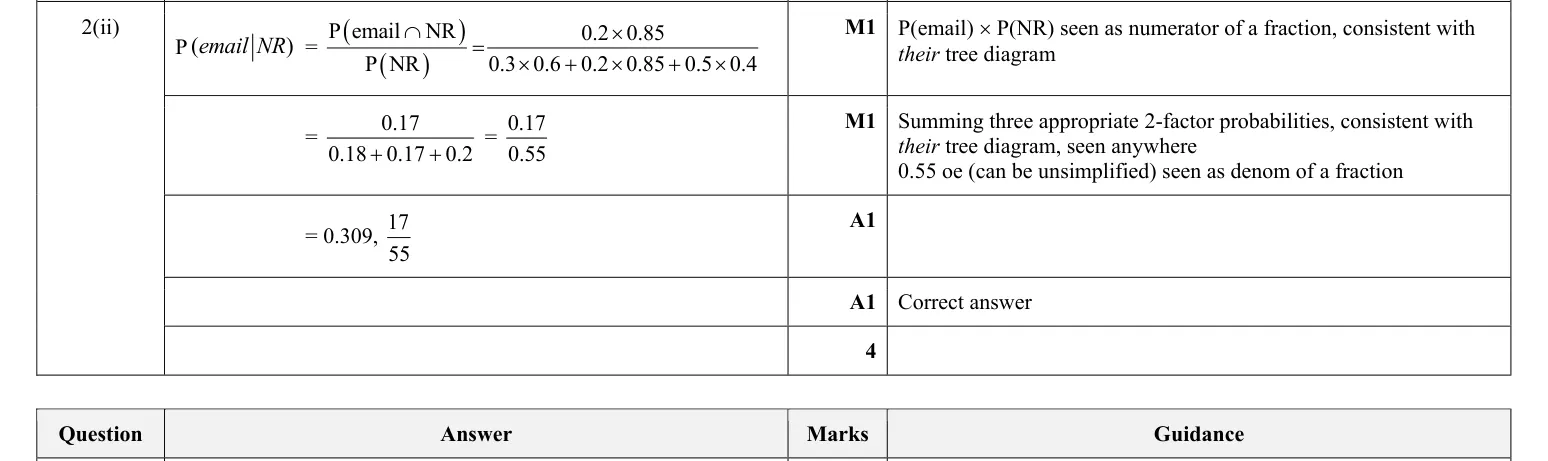 2(ii)
P(email|NR) = P(email ∩ NR) / P(NR) = 0.2 × 0.85 / 0.3 × 0.6 + 0.2 × 0.85 + 0.5 × 0.4
M1
P(email) × P(NR) seen as numerator of a fraction, consistent with
their tree diagram
= 0.17 / 0.18 + 0.17 + 0.2 = 0.17 / 0.55
M1
Summing three appropriate 2-factor probabilities, consistent with
their tree diagram, seen anywhere
0.55 oe (can be unsimplified) seen as denom of a fraction
= 0.309, 17 / 55
A1
A1
Correct answer
4
Question Answer Marks Guidance